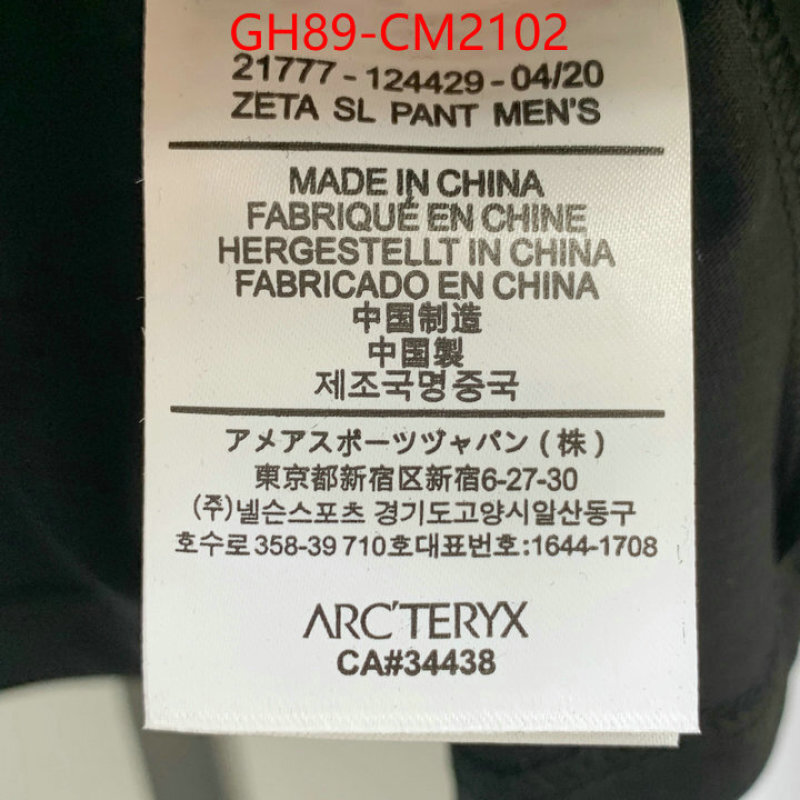 GH89-CM2102
21777-124429-04/20
ZETA SL PANT MEN'S
MADE IN CHINA
FABRIQUÉ EN CHINE
HERGESTELLT IN CHINA
FABRICADO EN CHINA
中国制造
中国製
제조국명 중국
アメアスポーツヅャパン(株)
東京都新宿区新宿6-27-30
(주)넬슨스포츠 경기도고양시일산동구
호수로358-39 710호대표번호:1644-1708
ARC'TERYX
CA#34438